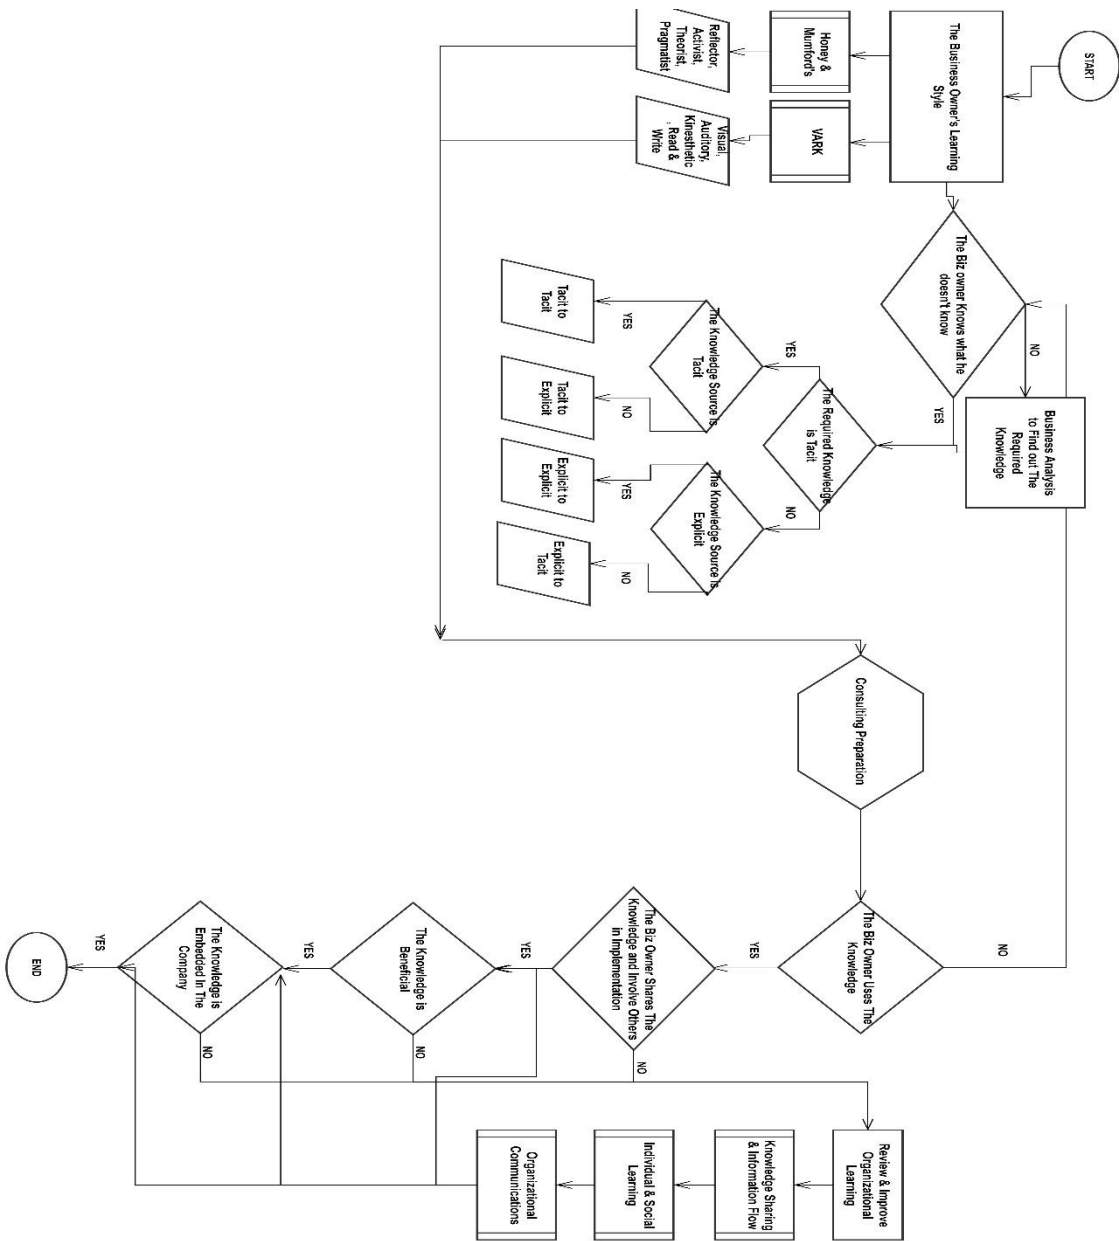 START
The Business Owner's Learning
Style
Honey &
Mumford's
Reflector,
Activist,
Theorist,
Pragmatist
VARK
Visual,
Auditory,
Kinesthetic
, Read &
Write
The Biz owner Knows what he
doesn't know
NO
YES
Business Analysis
to Find out The
Required
Knowledge
The Required Knowledge
is Tacit
YES
NO
The Knowledge Source is
Tacit
YES
NO
Tacit to
Tacit
Tacit to
Explicit
The Knowledge Source is
Explicit
YES
NO
Explicit to
Explicit
Explicit to
Tacit
Consulting Preparation
The Biz Owner Uses The
Knowledge
NO
YES
The Biz Owner Shares The
Knowledge and Involve Others
in Implementation
YES
NO
The Knowledge is
Beneficial
YES
NO
The Knowledge is
Embedded In The
Company
YES
NO
END
Review & Improve
Organizational
Learning
Knowledge Sharing
& Information Flow
Individual & Social
Learning
Organizational
Communications